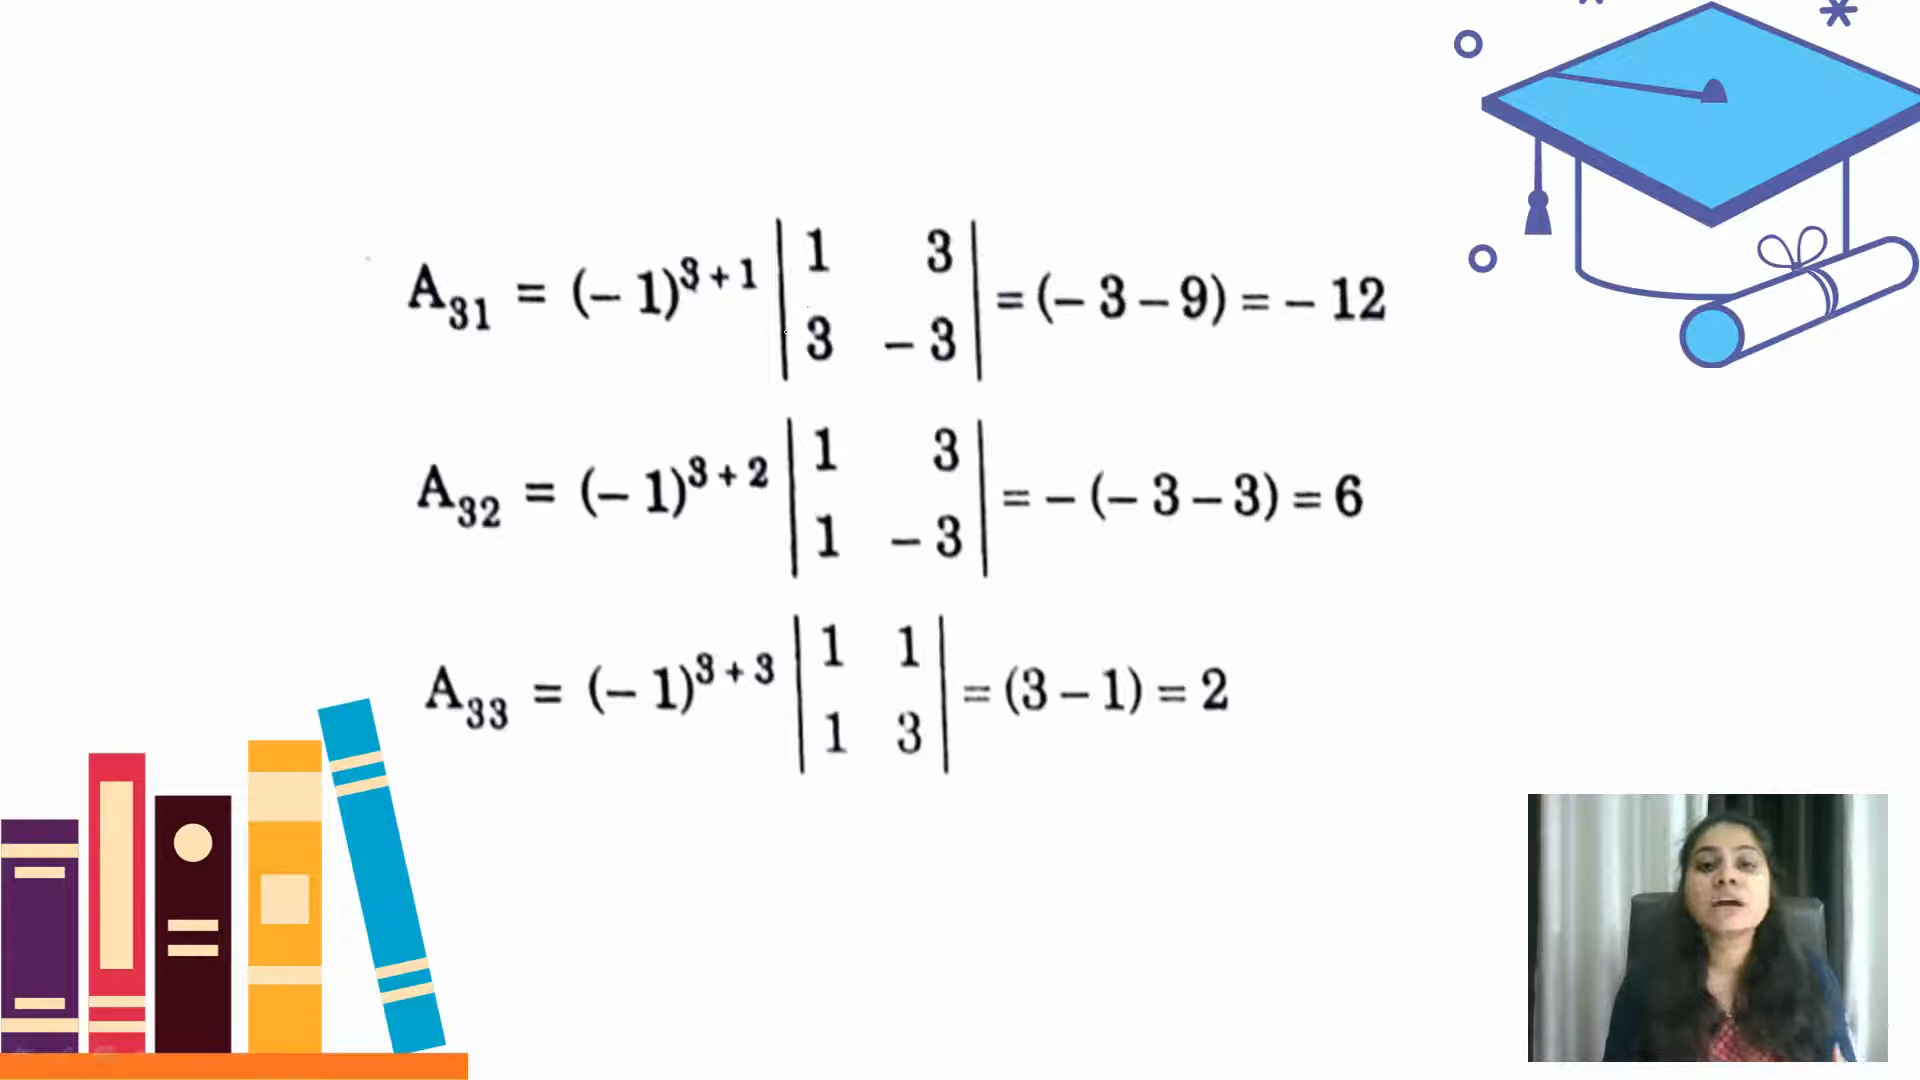 A₃₁ = (– 1)³ ⁺ ¹ | 1 3 | = (– 3 – 9) = – 12
| 3 – 3 |
A₃₂ = (– 1)³ ⁺ ² | 1 3 | = – (– 3 – 3) = 6
| 1 – 3 |
A₃₃ = (– 1)³ ⁺ ³ | 1 1 | = (3 – 1) = 2
| 1 3 |